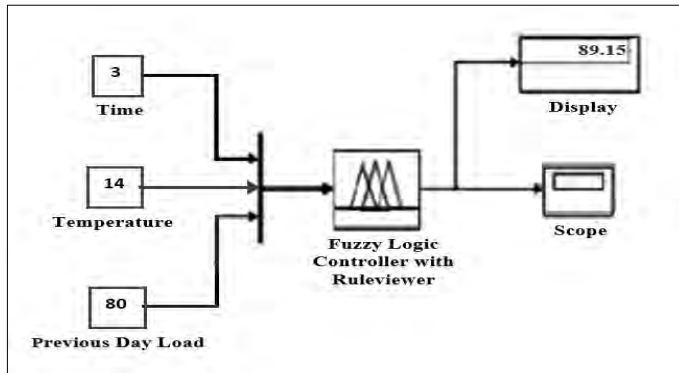 3
Time
14
Temperature
80
Previous Day Load
Fuzzy Logic
Controller with
Ruleviewer
89.15
Display
Scope